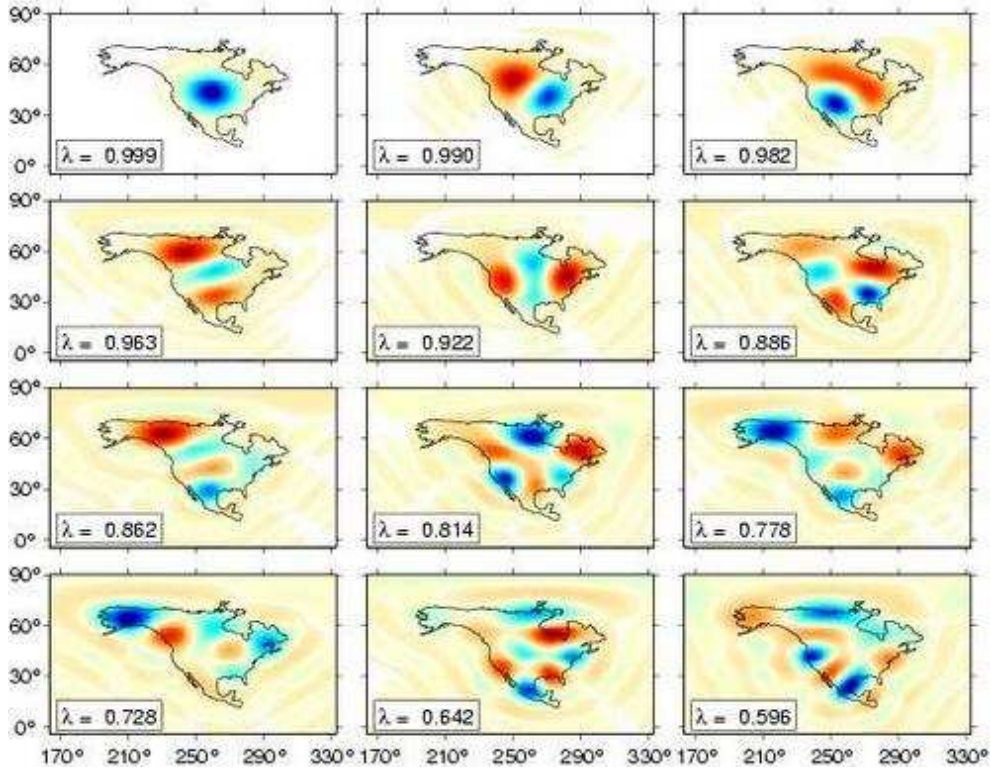 90°
60°
30°
0°
λ = 0.999
λ = 0.990
λ = 0.982
90°
60°
30°
0°
λ = 0.963
λ = 0.922
λ = 0.886
90°
60°
30°
0°
λ = 0.862
λ = 0.814
λ = 0.778
90°
60°
30°
0°
λ = 0.728
λ = 0.642
λ = 0.596
170° 210° 250° 290° 330° 170° 210° 250° 290° 330° 170° 210° 250° 290° 330°